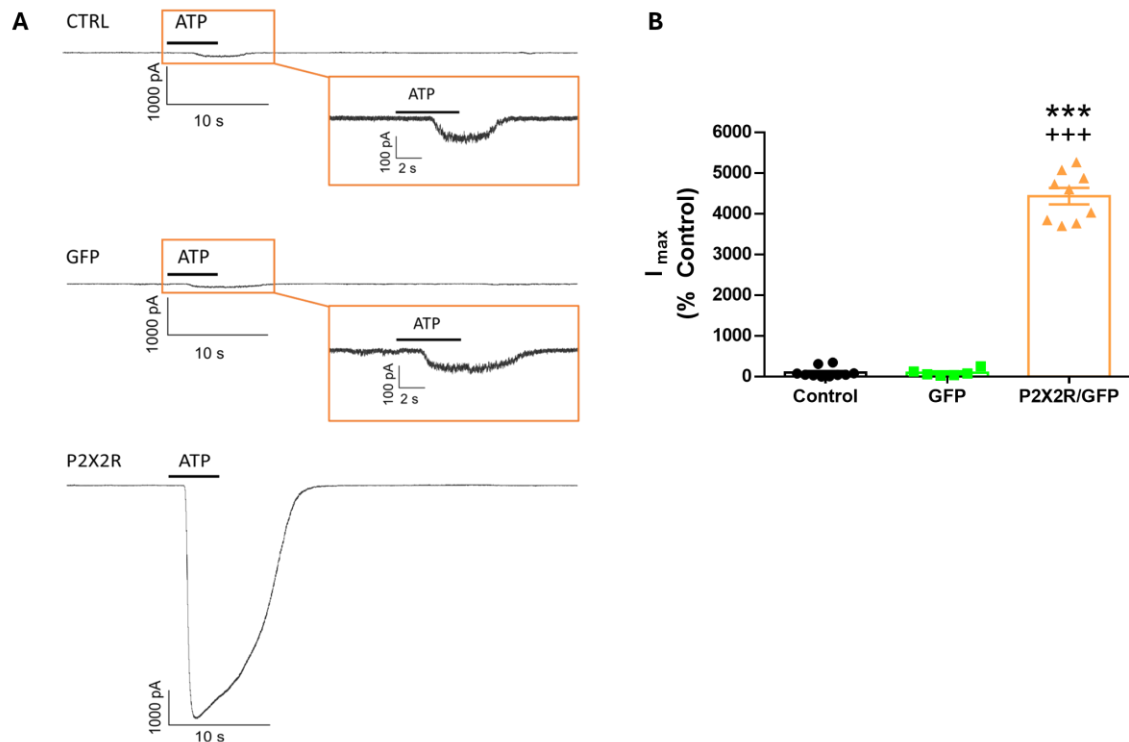 A
CTRL
ATP
1000 pA
10 s
ATP
100 pA
2 s
GFP
ATP
1000 pA
10 s
ATP
100 pA
2 s
P2X2R
ATP
1000 pA
10 s
B
***
+++
I max
(% Control)
6000
5000
4000
3000
2000
1000
0
Control GFP P2X2R/GFP